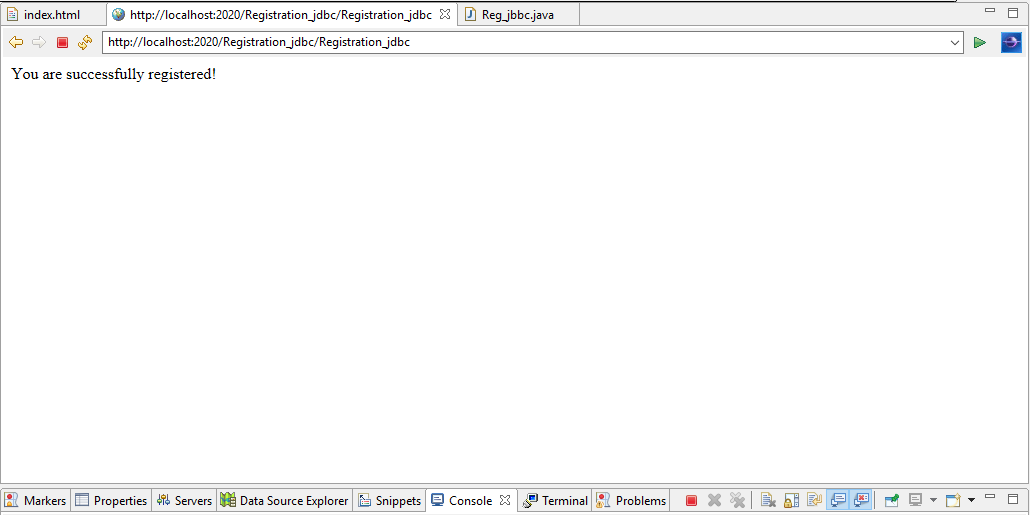 index.html http://localhost:2020/Registration_jdbc/Registration_jdbc Reg_jbbc.java
http://localhost:2020/Registration_jdbc/Registration_jdbc
You are successfully registered!
Markers Properties Servers Data Source Explorer Snippets Console Terminal Problems